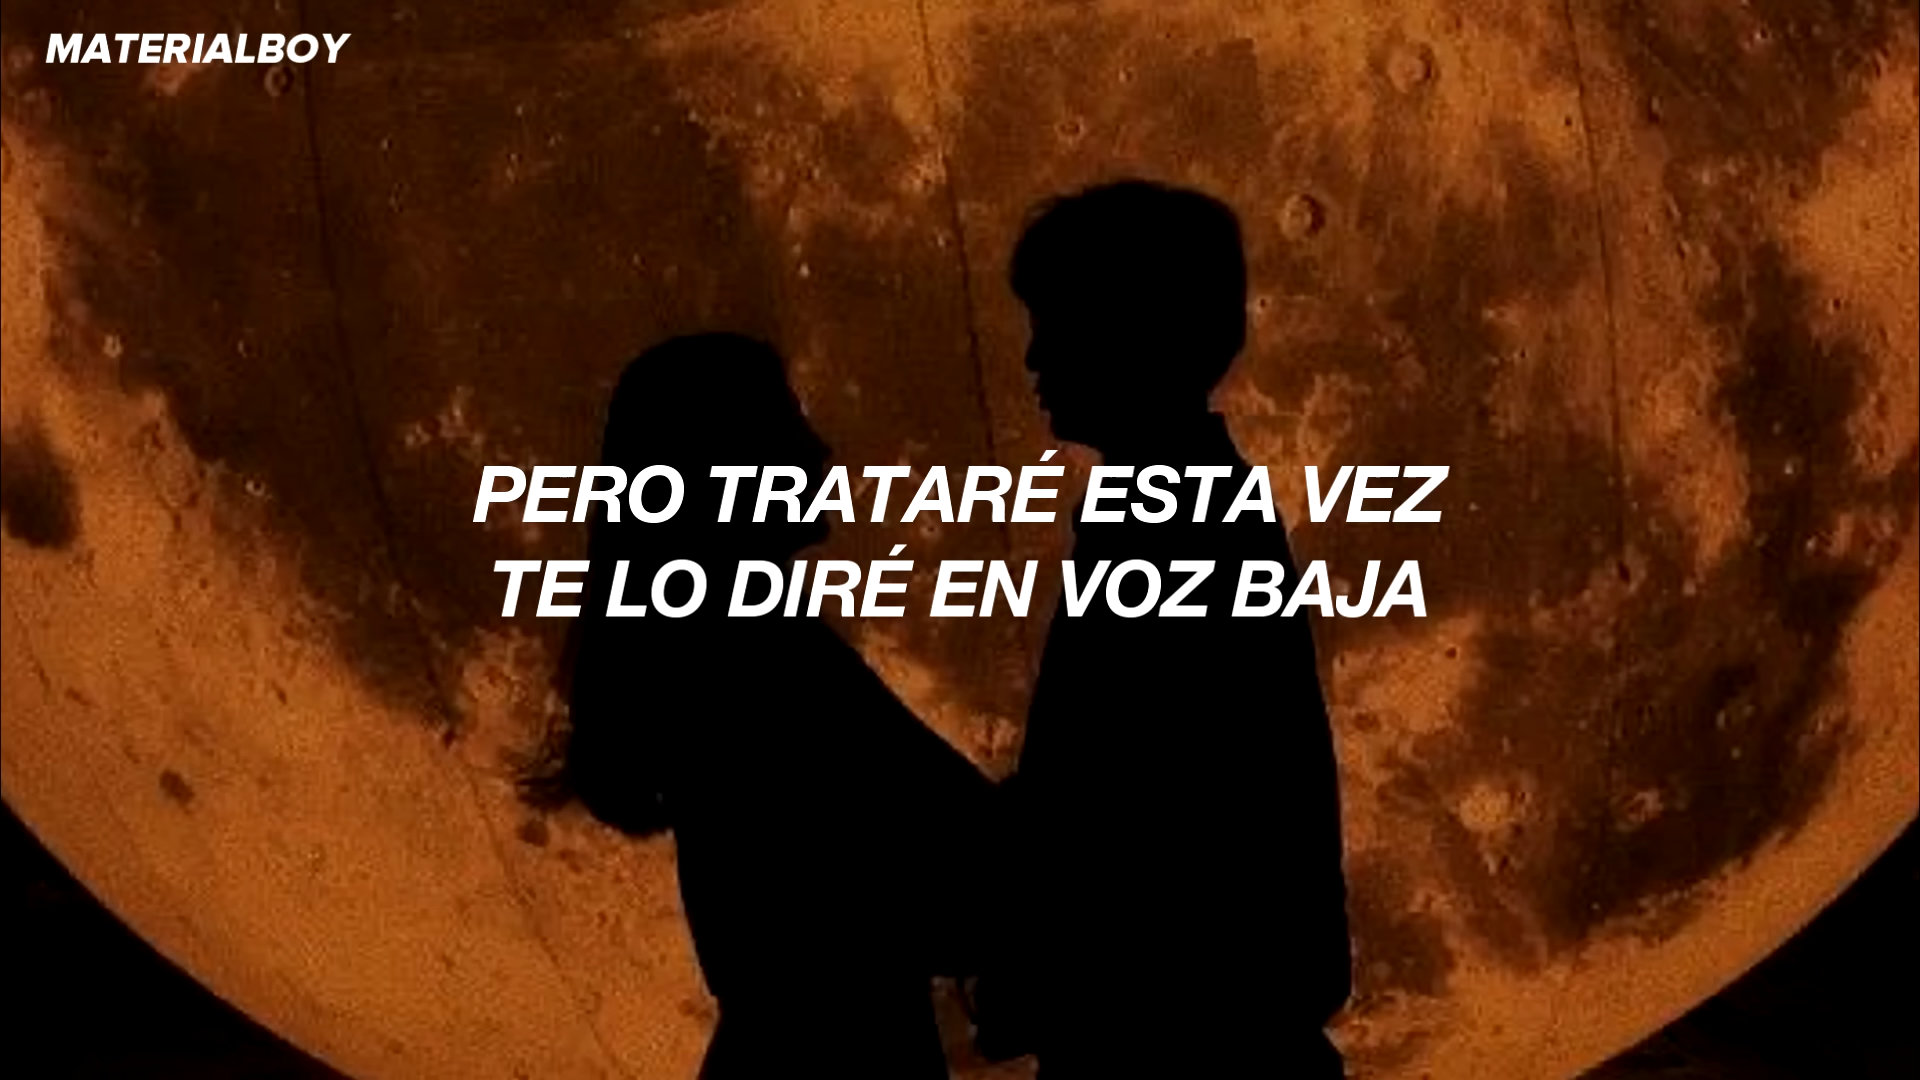 MATERIALBOY
PERO TRATARÉ ESTA VEZ
TE LO DIRÉ EN VOZ BAJA